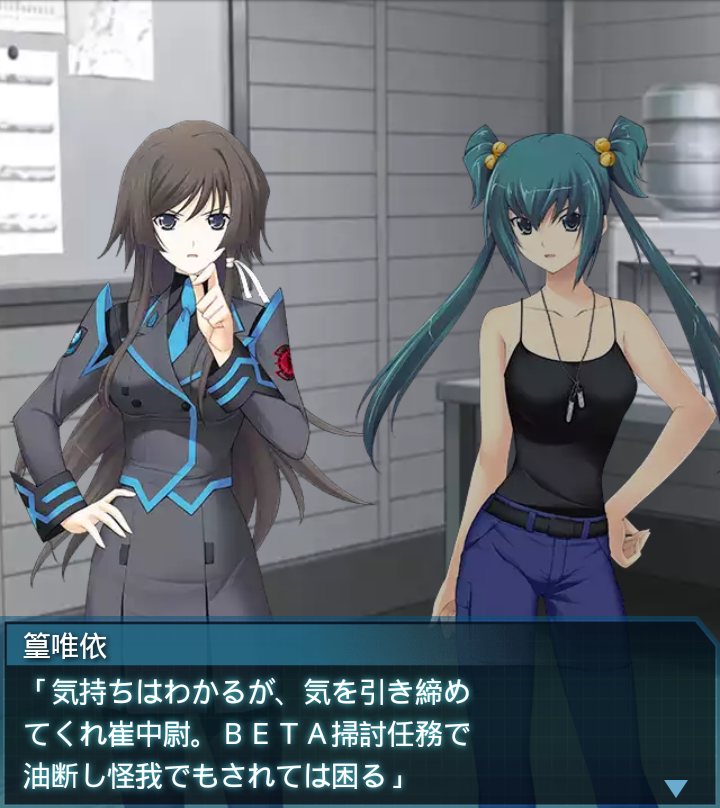 篁唯依
「気持ちはわかるが、気を引き締め
てくれ崔中尉。ＢＥＴＡ掃討任務で
油断し怪我でもされては困る」